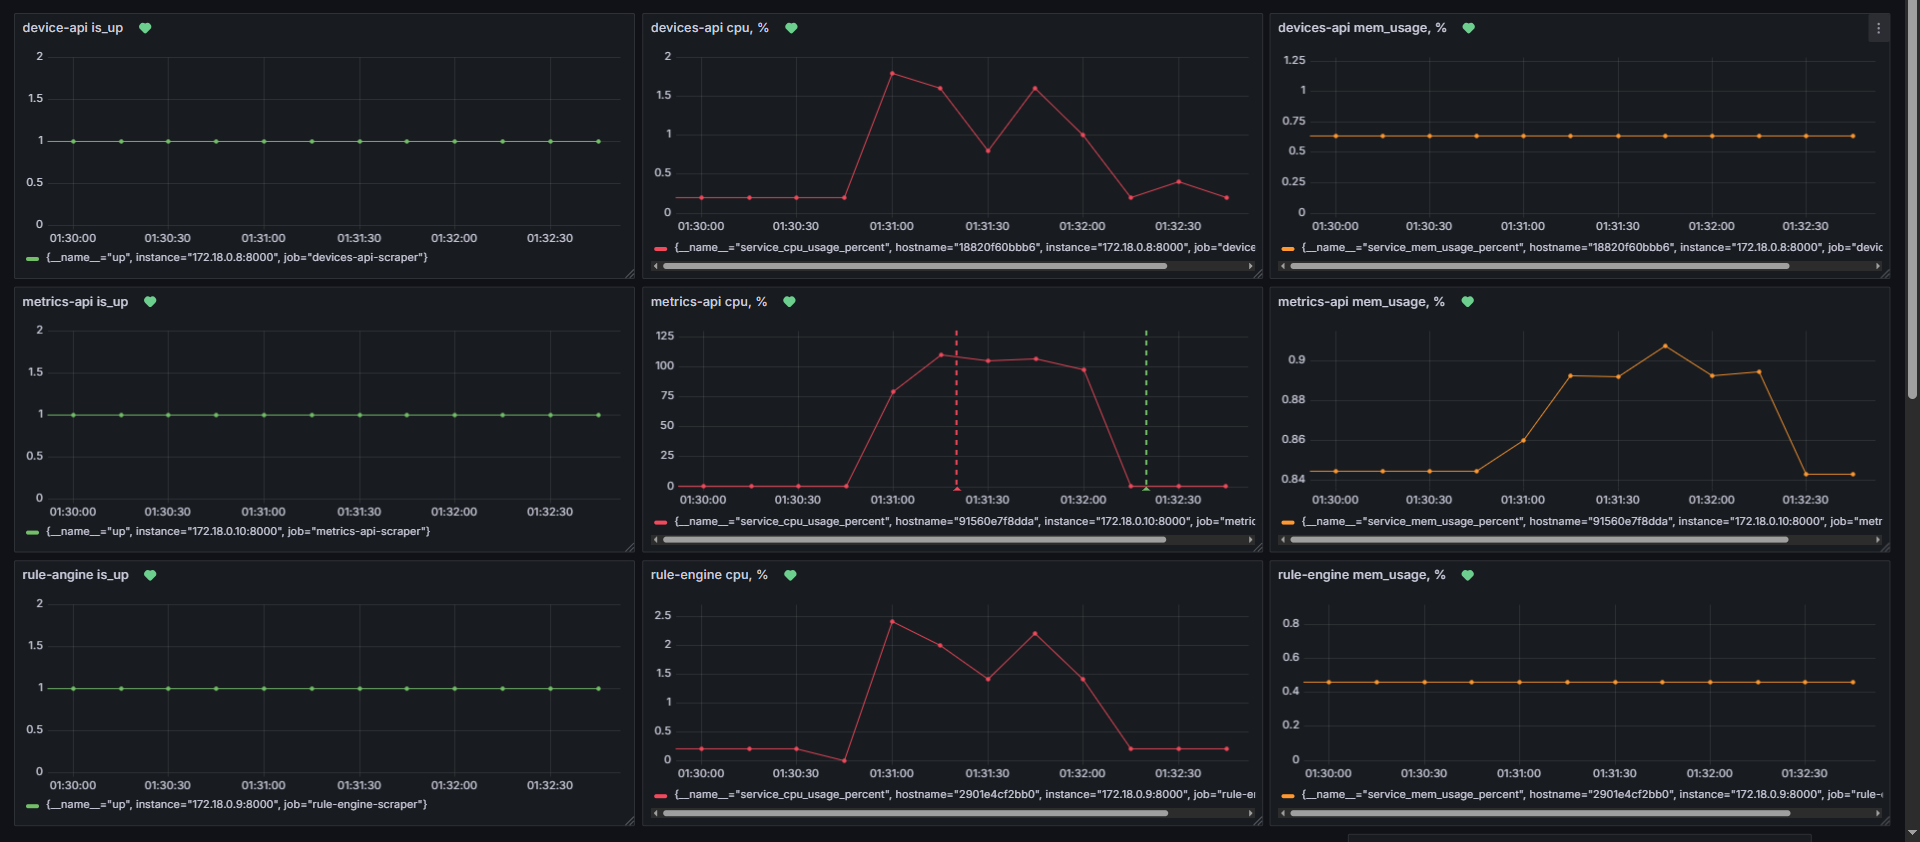 device-api is_up
2
1.5
1
0.5
0
01:30:00 01:30:30 01:31:00 01:31:30 01:32:00 01:32:30
{__name__="up", instance="172.18.0.8:8000", job="devices-api-scraper"}
devices-api cpu, %
2
1.5
1
0.5
0
01:30:00 01:30:30 01:31:00 01:31:30 01:32:00 01:32:30
{__name__="service_cpu_usage_percent", hostname="18820f60bbb6", instance="172.18.0.8:8000", job="device
devices-api mem_usage, %
1.25
1
0.75
0.5
0.25
0
01:30:00 01:30:30 01:31:00 01:31:30 01:32:00 01:32:30
{__name__="service_mem_usage_percent", hostname="18820f60bbb6", instance="172.18.0.8:8000", job="devic
metrics-api is_up
2
1.5
1
0.5
0
01:30:00 01:30:30 01:31:00 01:31:30 01:32:00 01:32:30
{__name__="up", instance="172.18.0.10:8000", job="metrics-api-scraper"}
metrics-api cpu, %
125
100
75
50
25
0
01:30:00 01:30:30 01:31:00 01:31:30 01:32:00 01:32:30
{__name__="service_cpu_usage_percent", hostname="91560e7f8dda", instance="172.18.0.10:8000", job="metric
metrics-api mem_usage, %
0.9
0.88
0.86
0.84
01:30:00 01:30:30 01:31:00 01:31:30 01:32:00 01:32:30
{__name__="service_mem_usage_percent", hostname="91560e7f8dda", instance="172.18.0.10:8000", job="metr
rule-angine is_up
2
1.5
1
0.5
0
01:30:00 01:30:30 01:31:00 01:31:30 01:32:00 01:32:30
{__name__="up", instance="172.18.0.9:8000", job="rule-engine-scraper"}
rule-engine cpu, %
2.5
2
1.5
1
0.5
0
01:30:00 01:30:30 01:31:00 01:31:30 01:32:00 01:32:30
{__name__="service_cpu_usage_percent", hostname="2901e4cf2bb0", instance="172.18.0.9:8000", job="rule-e
rule-engine mem_usage, %
0.8
0.6
0.4
0.2
0
01:30:00 01:30:30 01:31:00 01:31:30 01:32:00 01:32:30
{__name__="service_mem_usage_percent", hostname="2901e4cf2bb0", instance="172.18.0.9:8000", job="rule-